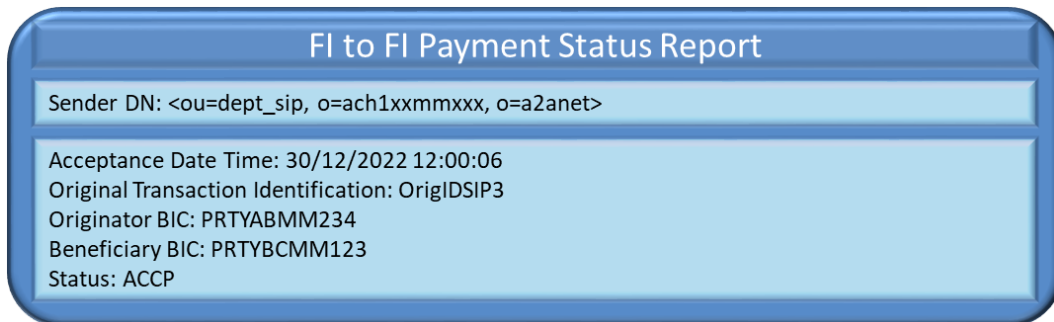 FI to FI Payment Status Report
Sender DN: <ou=dept_sip, o=ach1xxmmxxx, o=a2anet>
Acceptance Date Time: 30/12/2022 12:00:06
Original Transaction Identification: OrigIDSIP3
Originator BIC: PRTYABMM234
Beneficiary BIC: PRTYBCMM123
Status: ACCP